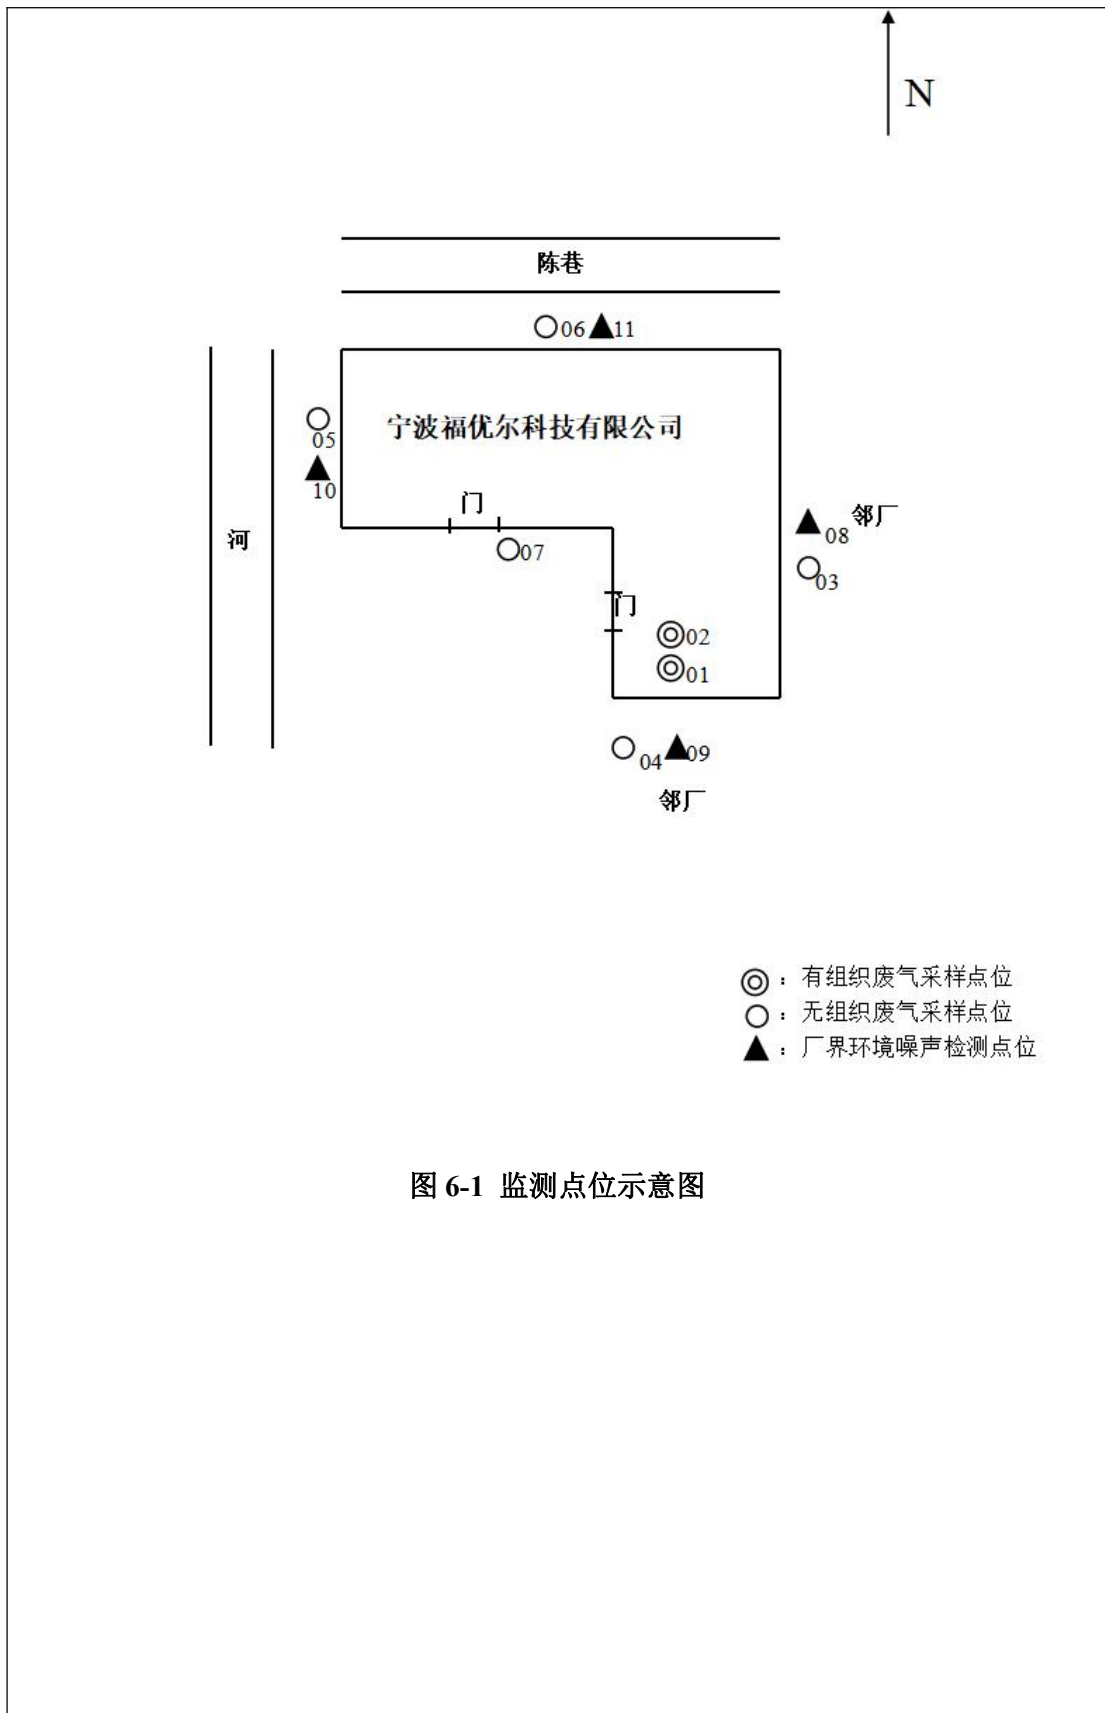 N
陈巷
06 11
05
宁波福优尔科技有限公司
10
门
08 邻厂
河
07
03
门
02
01
04 09
邻厂
：有组织废气采样点位
：无组织废气采样点位
：厂界环境噪声检测点位
图 6-1 监测点位示意图